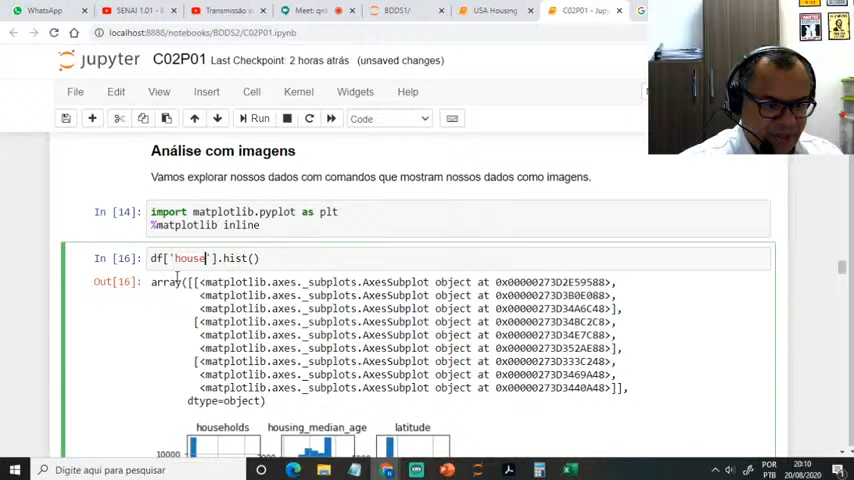 WhatsApp SENAI 1.01 - V Transmissão o Meet: qn BDDS1/ USA Housing C02P01 - Jup
localhost:8888/notebooks/BDDS2/C02P01.ipynb
jupyter C02P01 Last Checkpoint: 2 horas atrás (unsaved changes)
File Edit View Insert Cell Kernel Widgets Help
Run Code
Análise com imagens
Vamos explorar nossos dados com comandos que mostram nossos dados como imagens.
In [14]: import matplotlib.pyplot as plt
%matplotlib inline
In [16]: df['house'].hist()
Out[16]: array([[<matplotlib.axes._subplots.AxesSubplot object at 0x00000273D2E59588>,
<matplotlib.axes._subplots.AxesSubplot object at 0x00000273D3B0E088>,
<matplotlib.axes._subplots.AxesSubplot object at 0x00000273D34A6C48>],
[<matplotlib.axes._subplots.AxesSubplot object at 0x00000273D34BC2C8>,
<matplotlib.axes._subplots.AxesSubplot object at 0x00000273D34E7C88>,
<matplotlib.axes._subplots.AxesSubplot object at 0x00000273D352AE88>],
[<matplotlib.axes._subplots.AxesSubplot object at 0x00000273D333C248>,
<matplotlib.axes._subplots.AxesSubplot object at 0x00000273D3469A88>,
<matplotlib.axes._subplots.AxesSubplot object at 0x00000273D3440A48>]],
dtype=object)
households housing_median_age latitude
10000
Digite aqui para pesquisar
POR 20:10
PTB 20/08/2020